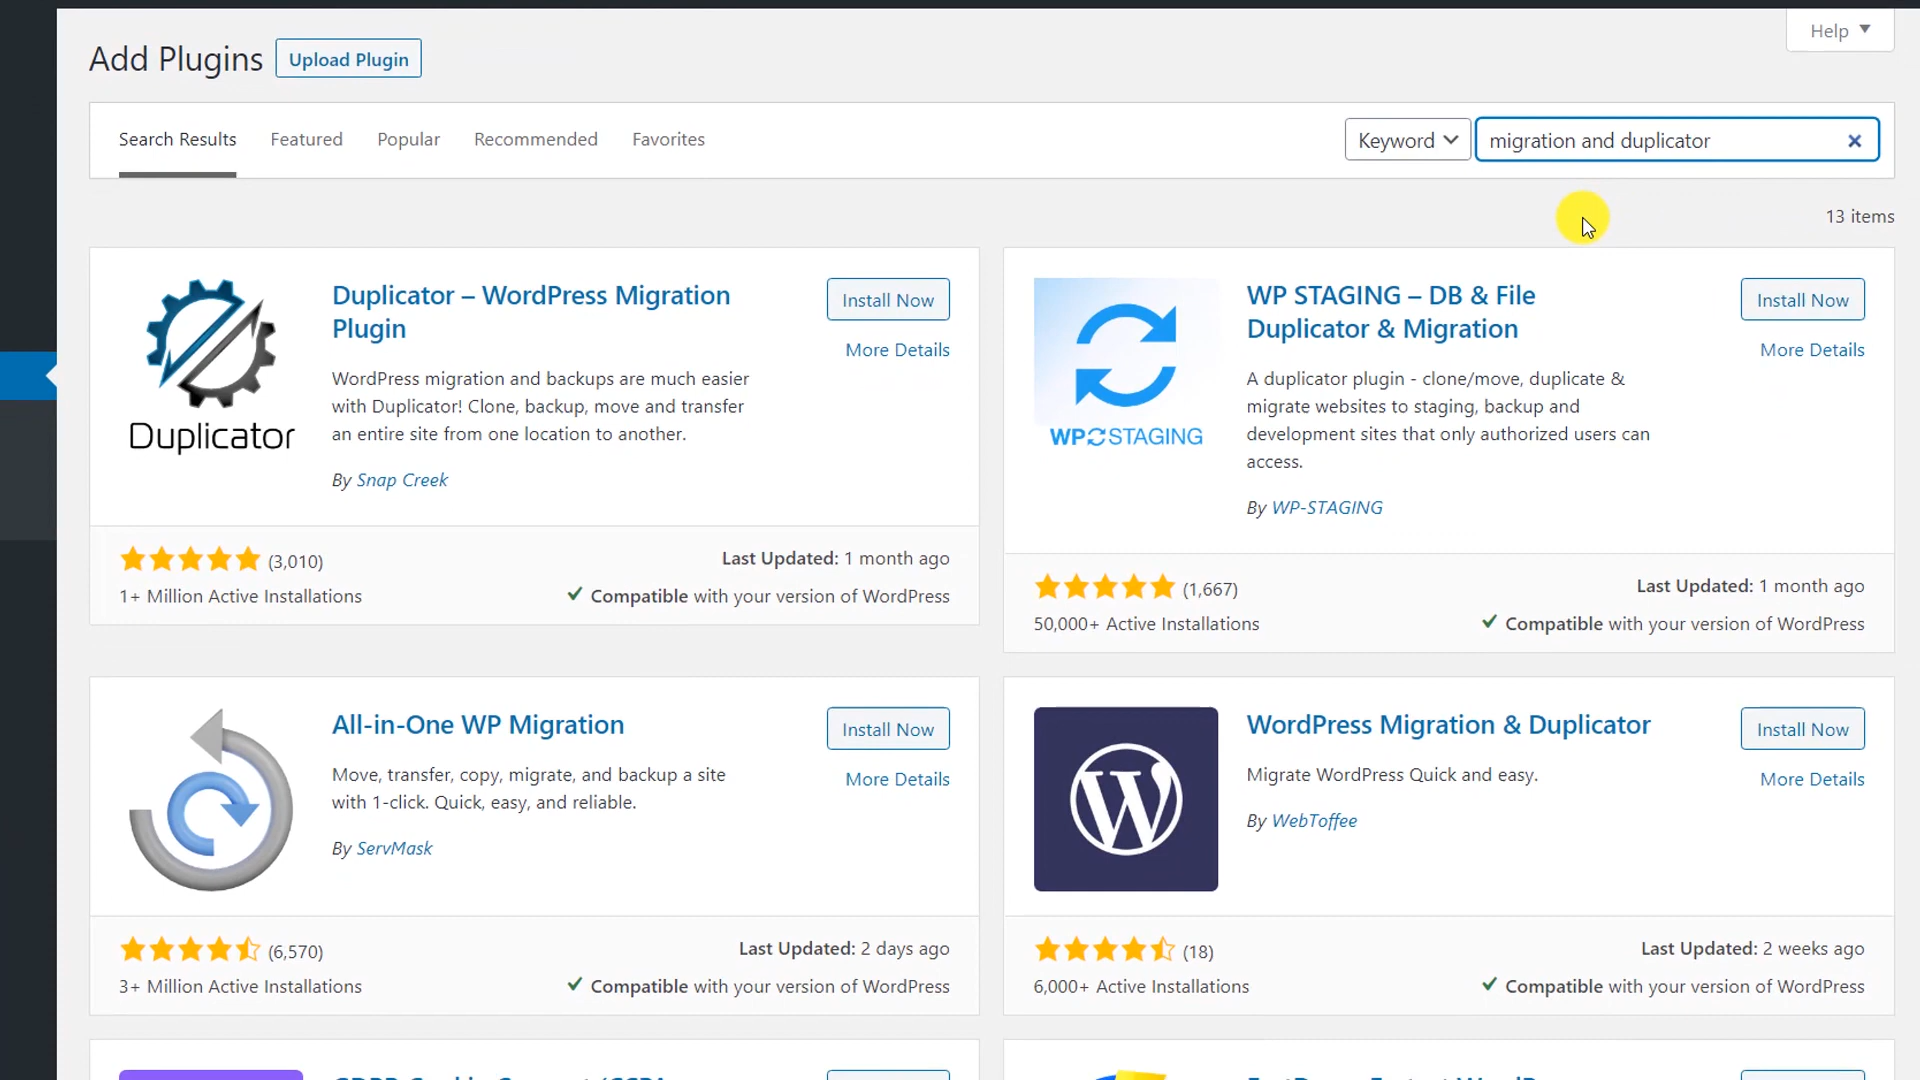 Help
Add Plugins
Upload Plugin
Search Results
Featured
Popular
Recommended
Favorites
Keyword
migration and duplicator
13 items
Duplicator
Duplicator – WordPress Migration
Plugin
Install Now
More Details
WordPress migration and backups are much easier
with Duplicator! Clone, backup, move and transfer
an entire site from one location to another.
By Snap Creek
(3,010)
Last Updated: 1 month ago
1+ Million Active Installations
Compatible with your version of WordPress
WP STAGING
WP STAGING – DB & File
Duplicator & Migration
Install Now
More Details
A duplicator plugin - clone/move, duplicate &
migrate websites to staging, backup and
development sites that only authorized users can
access.
By WP-STAGING
(1,667)
Last Updated: 1 month ago
50,000+ Active Installations
Compatible with your version of WordPress
All-in-One WP Migration
Install Now
More Details
Move, transfer, copy, migrate, and backup a site
with 1-click. Quick, easy, and reliable.
By ServMask
(6,570)
Last Updated: 2 days ago
3+ Million Active Installations
Compatible with your version of WordPress
WordPress Migration & Duplicator
Install Now
More Details
Migrate WordPress Quick and easy.
By WebToffee
(18)
Last Updated: 2 weeks ago
6,000+ Active Installations
Compatible with your version of WordPress